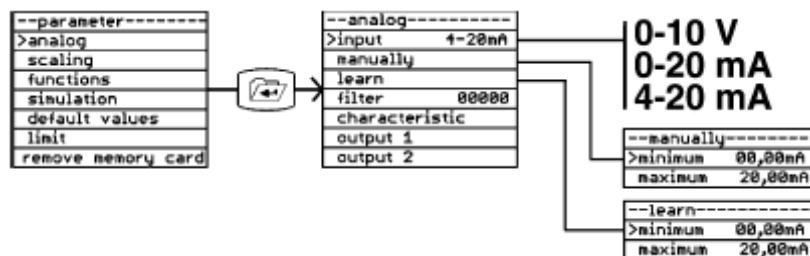 --parameter--------
>analog
scaling
functions
simulation
default values
limit
remove memory card
--analog-----------
>input 4-20mA
manually
learn
filter 00000
characteristic
output 1
output 2
0-10 V
0-20 mA
4-20 mA
--manually---------
>minimum 00,00mA
maximum 20,00mA
--learn------------
>minimum 00,00mA
maximum 20,00mA